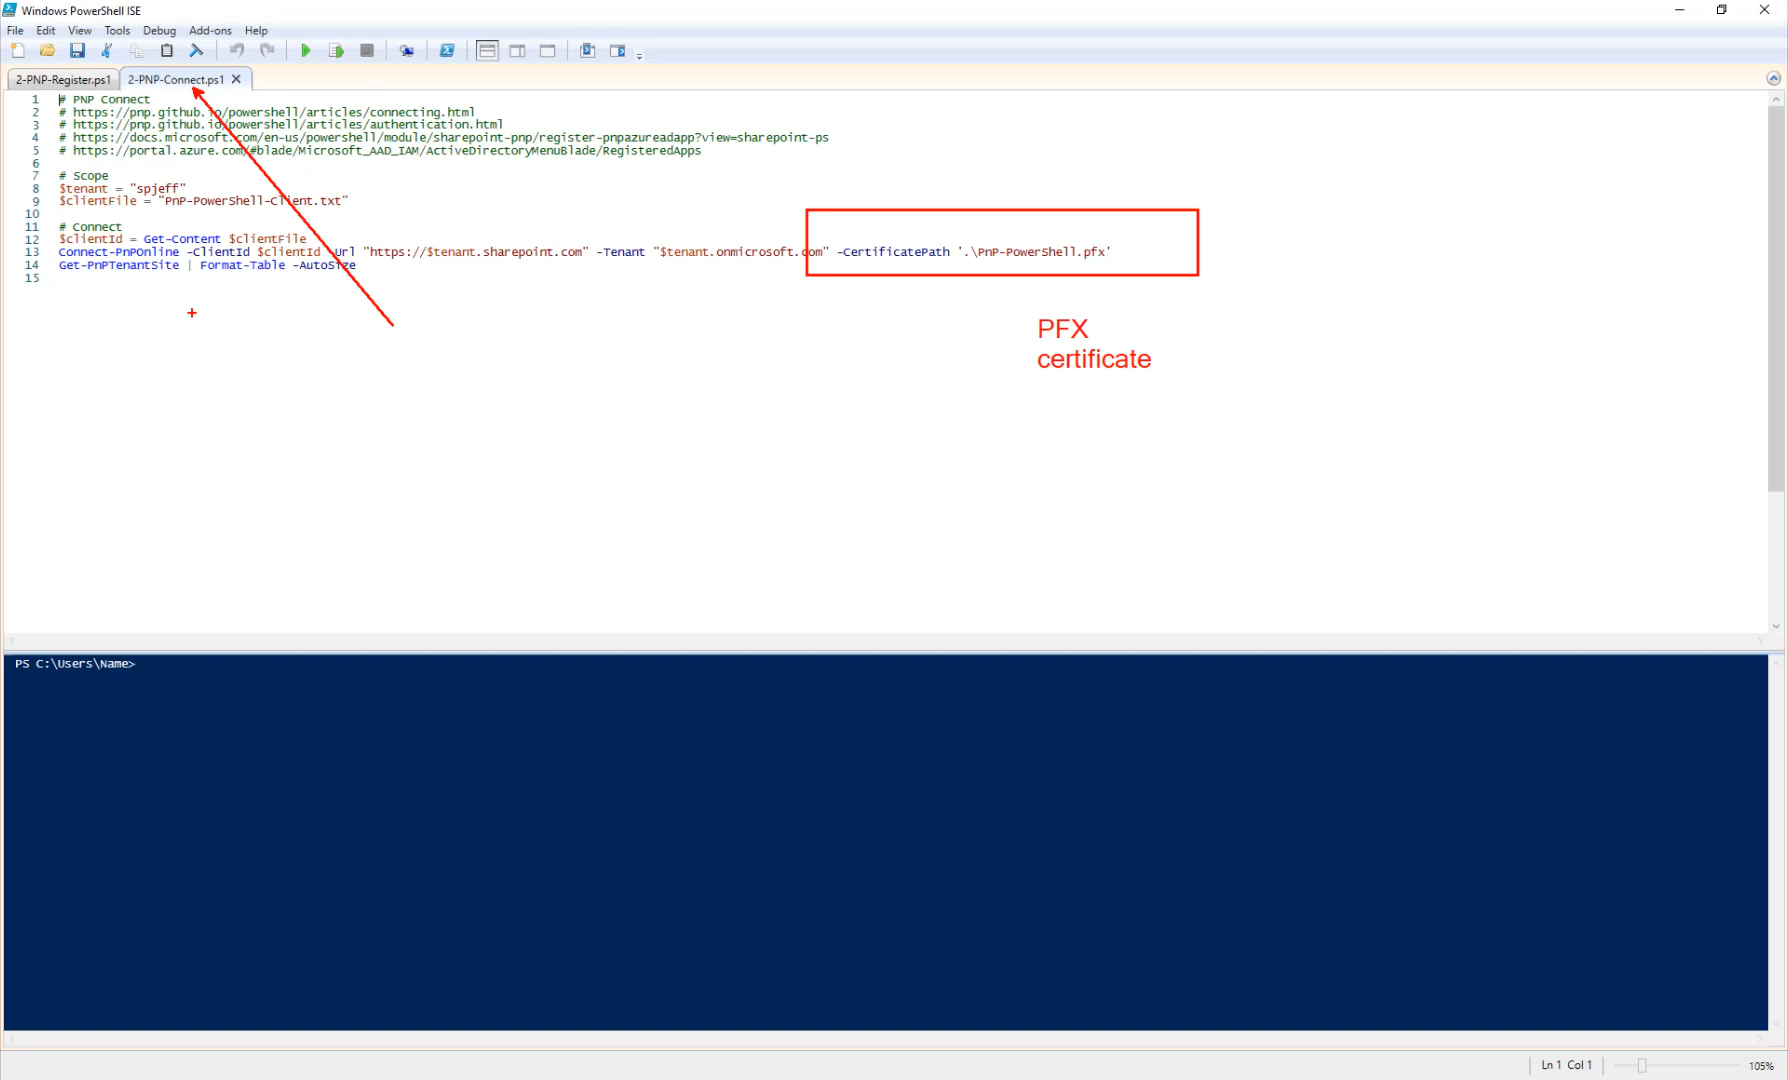 Windows PowerShell ISE
File Edit View Tools Debug Add-ons Help
2-PNP-Register.ps1 2-PNP-Connect.ps1
1 # PNP Connect
2 # https://pnp.github.io/powershell/articles/connecting.html
3 # https://pnp.github.io/powershell/articles/authentication.html
4 # https://docs.microsoft.com/en-us/powershell/module/sharepoint-pnp/register-pnpazureadapp?view=sharepoint-ps
5 # https://portal.azure.com/#blade/Microsoft_AAD_IAM/ActiveDirectoryMenuBlade/RegisteredApps
6
7 # Scope
8 $tenant = "spjeff"
9 $clientFile = "PnP-PowerShell-Client.txt"
10
11 # Connect
12 $clientId = Get-Content $clientFile
13 Connect-PnPOnline -ClientId $clientId -Url "https://$tenant.sharepoint.com" -Tenant "$tenant.onmicrosoft.com" -CertificatePath '.\PnP-PowerShell.pfx'
14 Get-PnPTenantSite | Format-Table -AutoSize
15
PFX
certificate
PS C:\Users\Name>
Ln 1 Col 1 105%